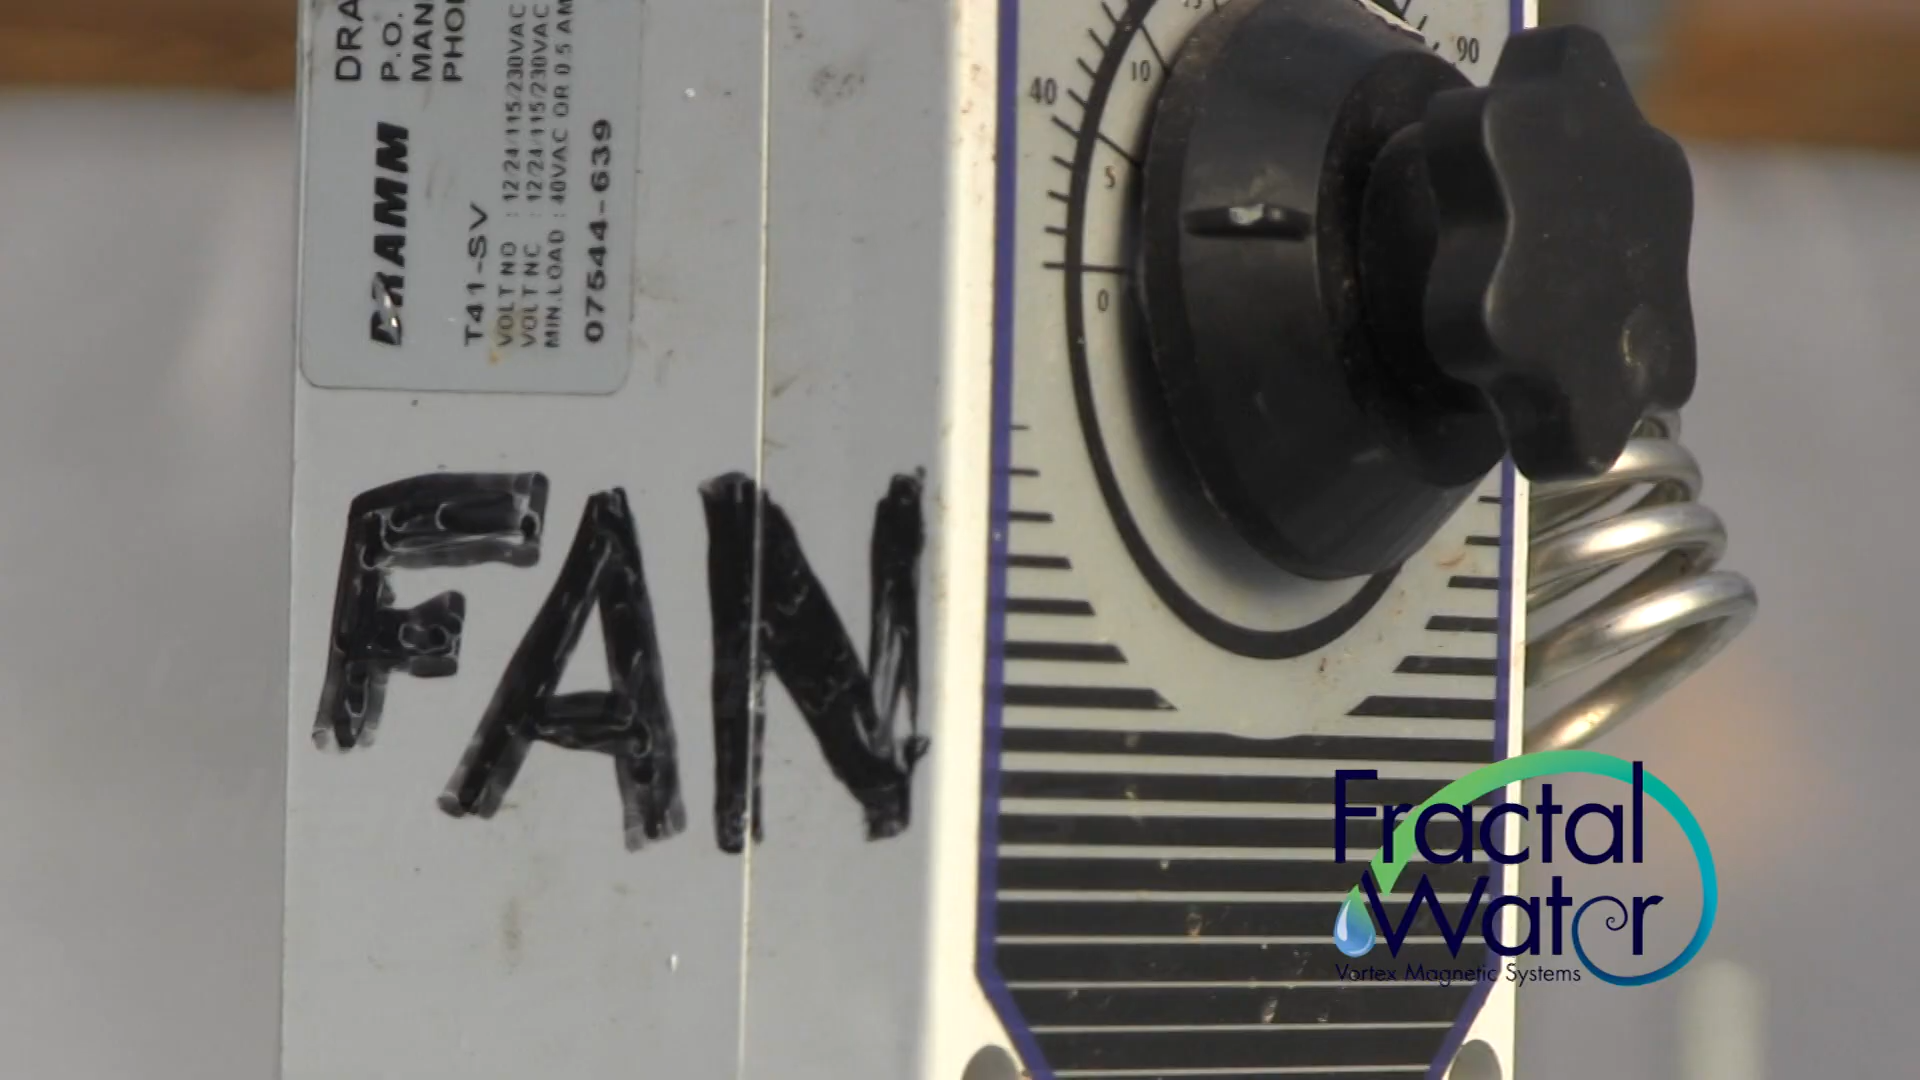 DRA
P.O.
MAN
PHO
DRAMM
T41-SV
VOLT NO : 12/24/115/230VAC
VOLT NC : 12/24/115/230VAC
MIN.LOAD : 40VAC OR 0.5 AM
07544-639
FAN
90
10
40
5
0
Fractal
Water
Vortex Magnetic Systems